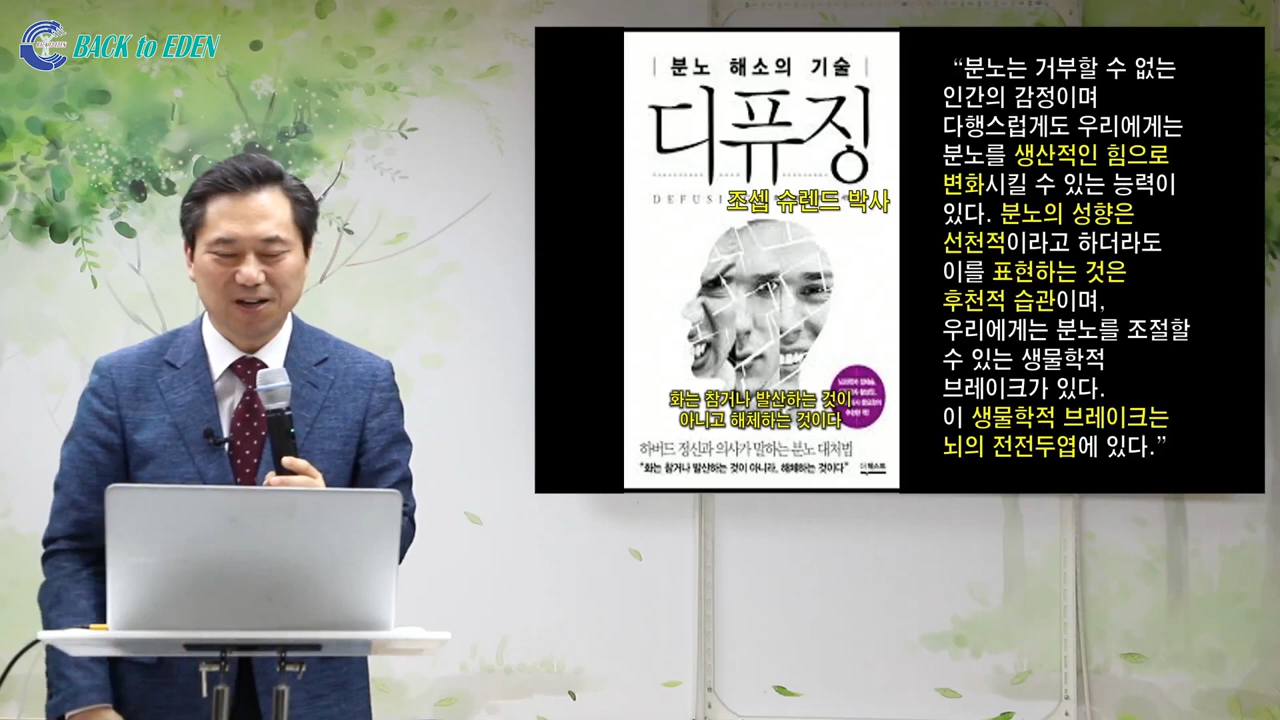 BACK to EDEN
분노 해소의 기술
디퓨징
DEFUSI
조셉 슈렌드 박사
화는 참거나 발산하는 것이
아니고 해체하는 것이다
하버드 정신과 의사가 말하는 분노 대처법
“화는 참거나 발산하는 것이 아니라, 해체하는 것이다”
더퀘스트
“분노는 거부할 수 없는
인간의 감정이며
다행스럽게도 우리에게는
분노를 생산적인 힘으로
변화시킬 수 있는 능력이
있다. 분노의 성향은
선천적이라고 하더라도
이를 표현하는 것은
후천적 습관이며,
우리에게는 분노를 조절할
수 있는 생물학적
브레이크가 있다.
이 생물학적 브레이크는
뇌의 전전두엽에 있다.”